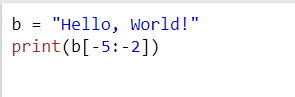 b = "Hello, World!"
print(b[-5:-2])